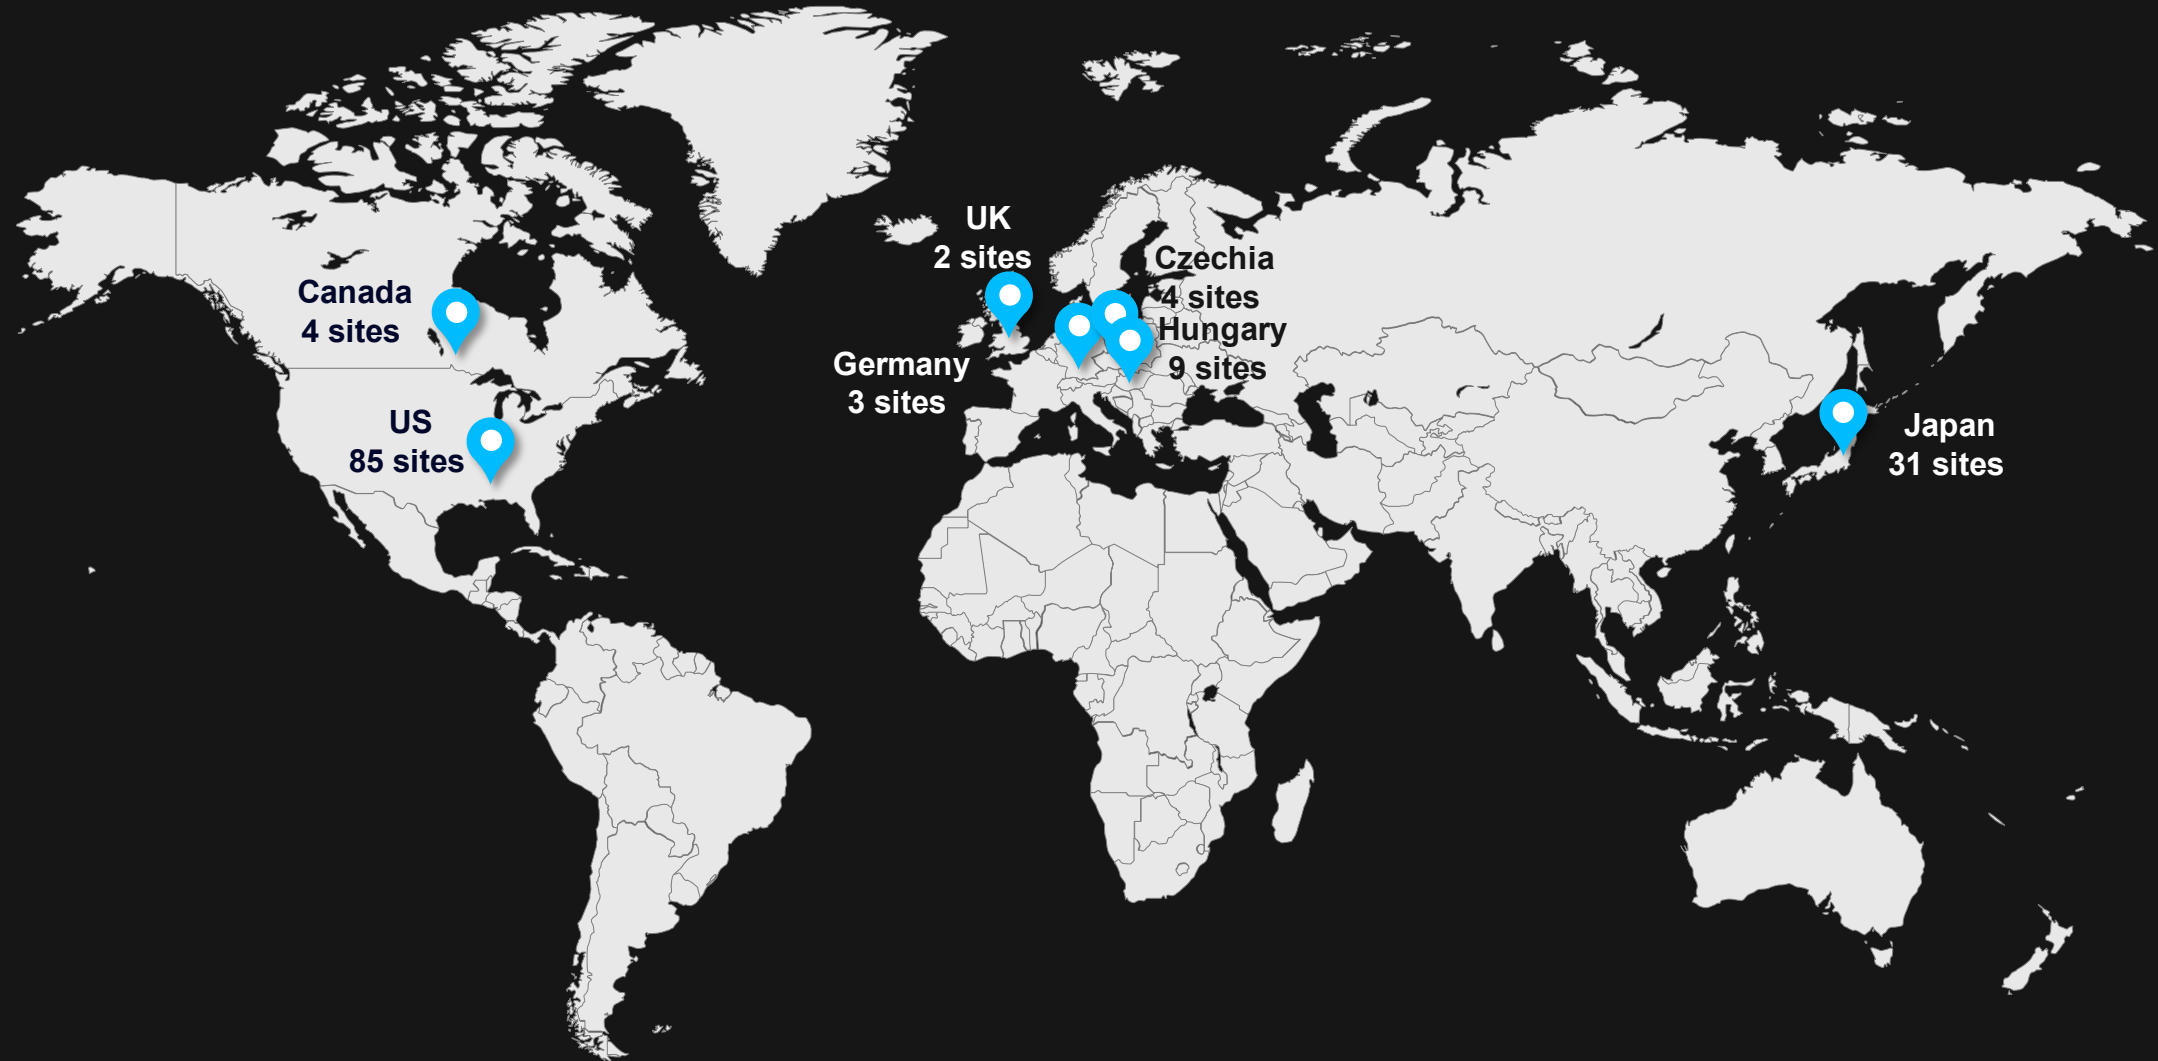 UK
2 sites
Czechia
4 sites
Canada
4 sites
Hungary
9 sites
Germany
3 sites
US
85 sites
Japan
31 sites